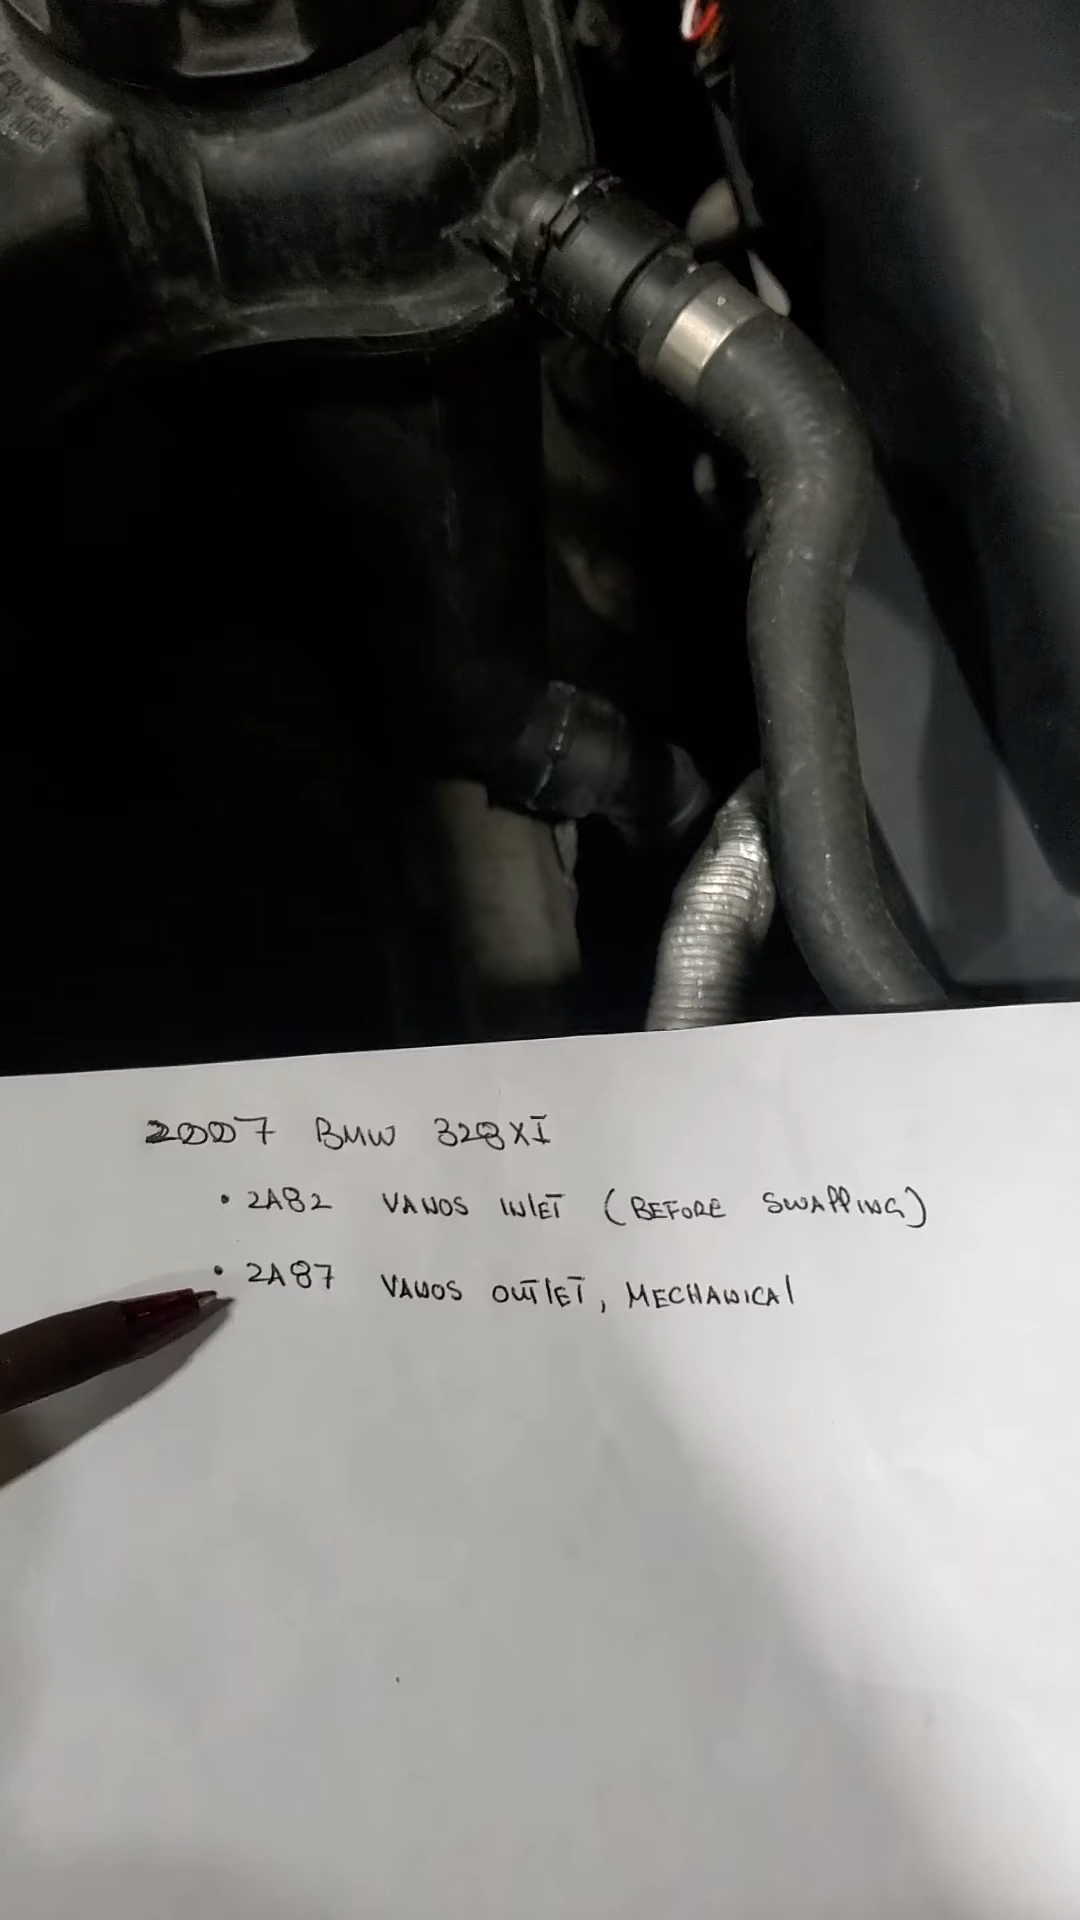 2007 BMW 328XI
• 2A82 VANOS INLET (BEFORE SWAPPING)
• 2A87 VANOS OUTLET, MECHANICAL